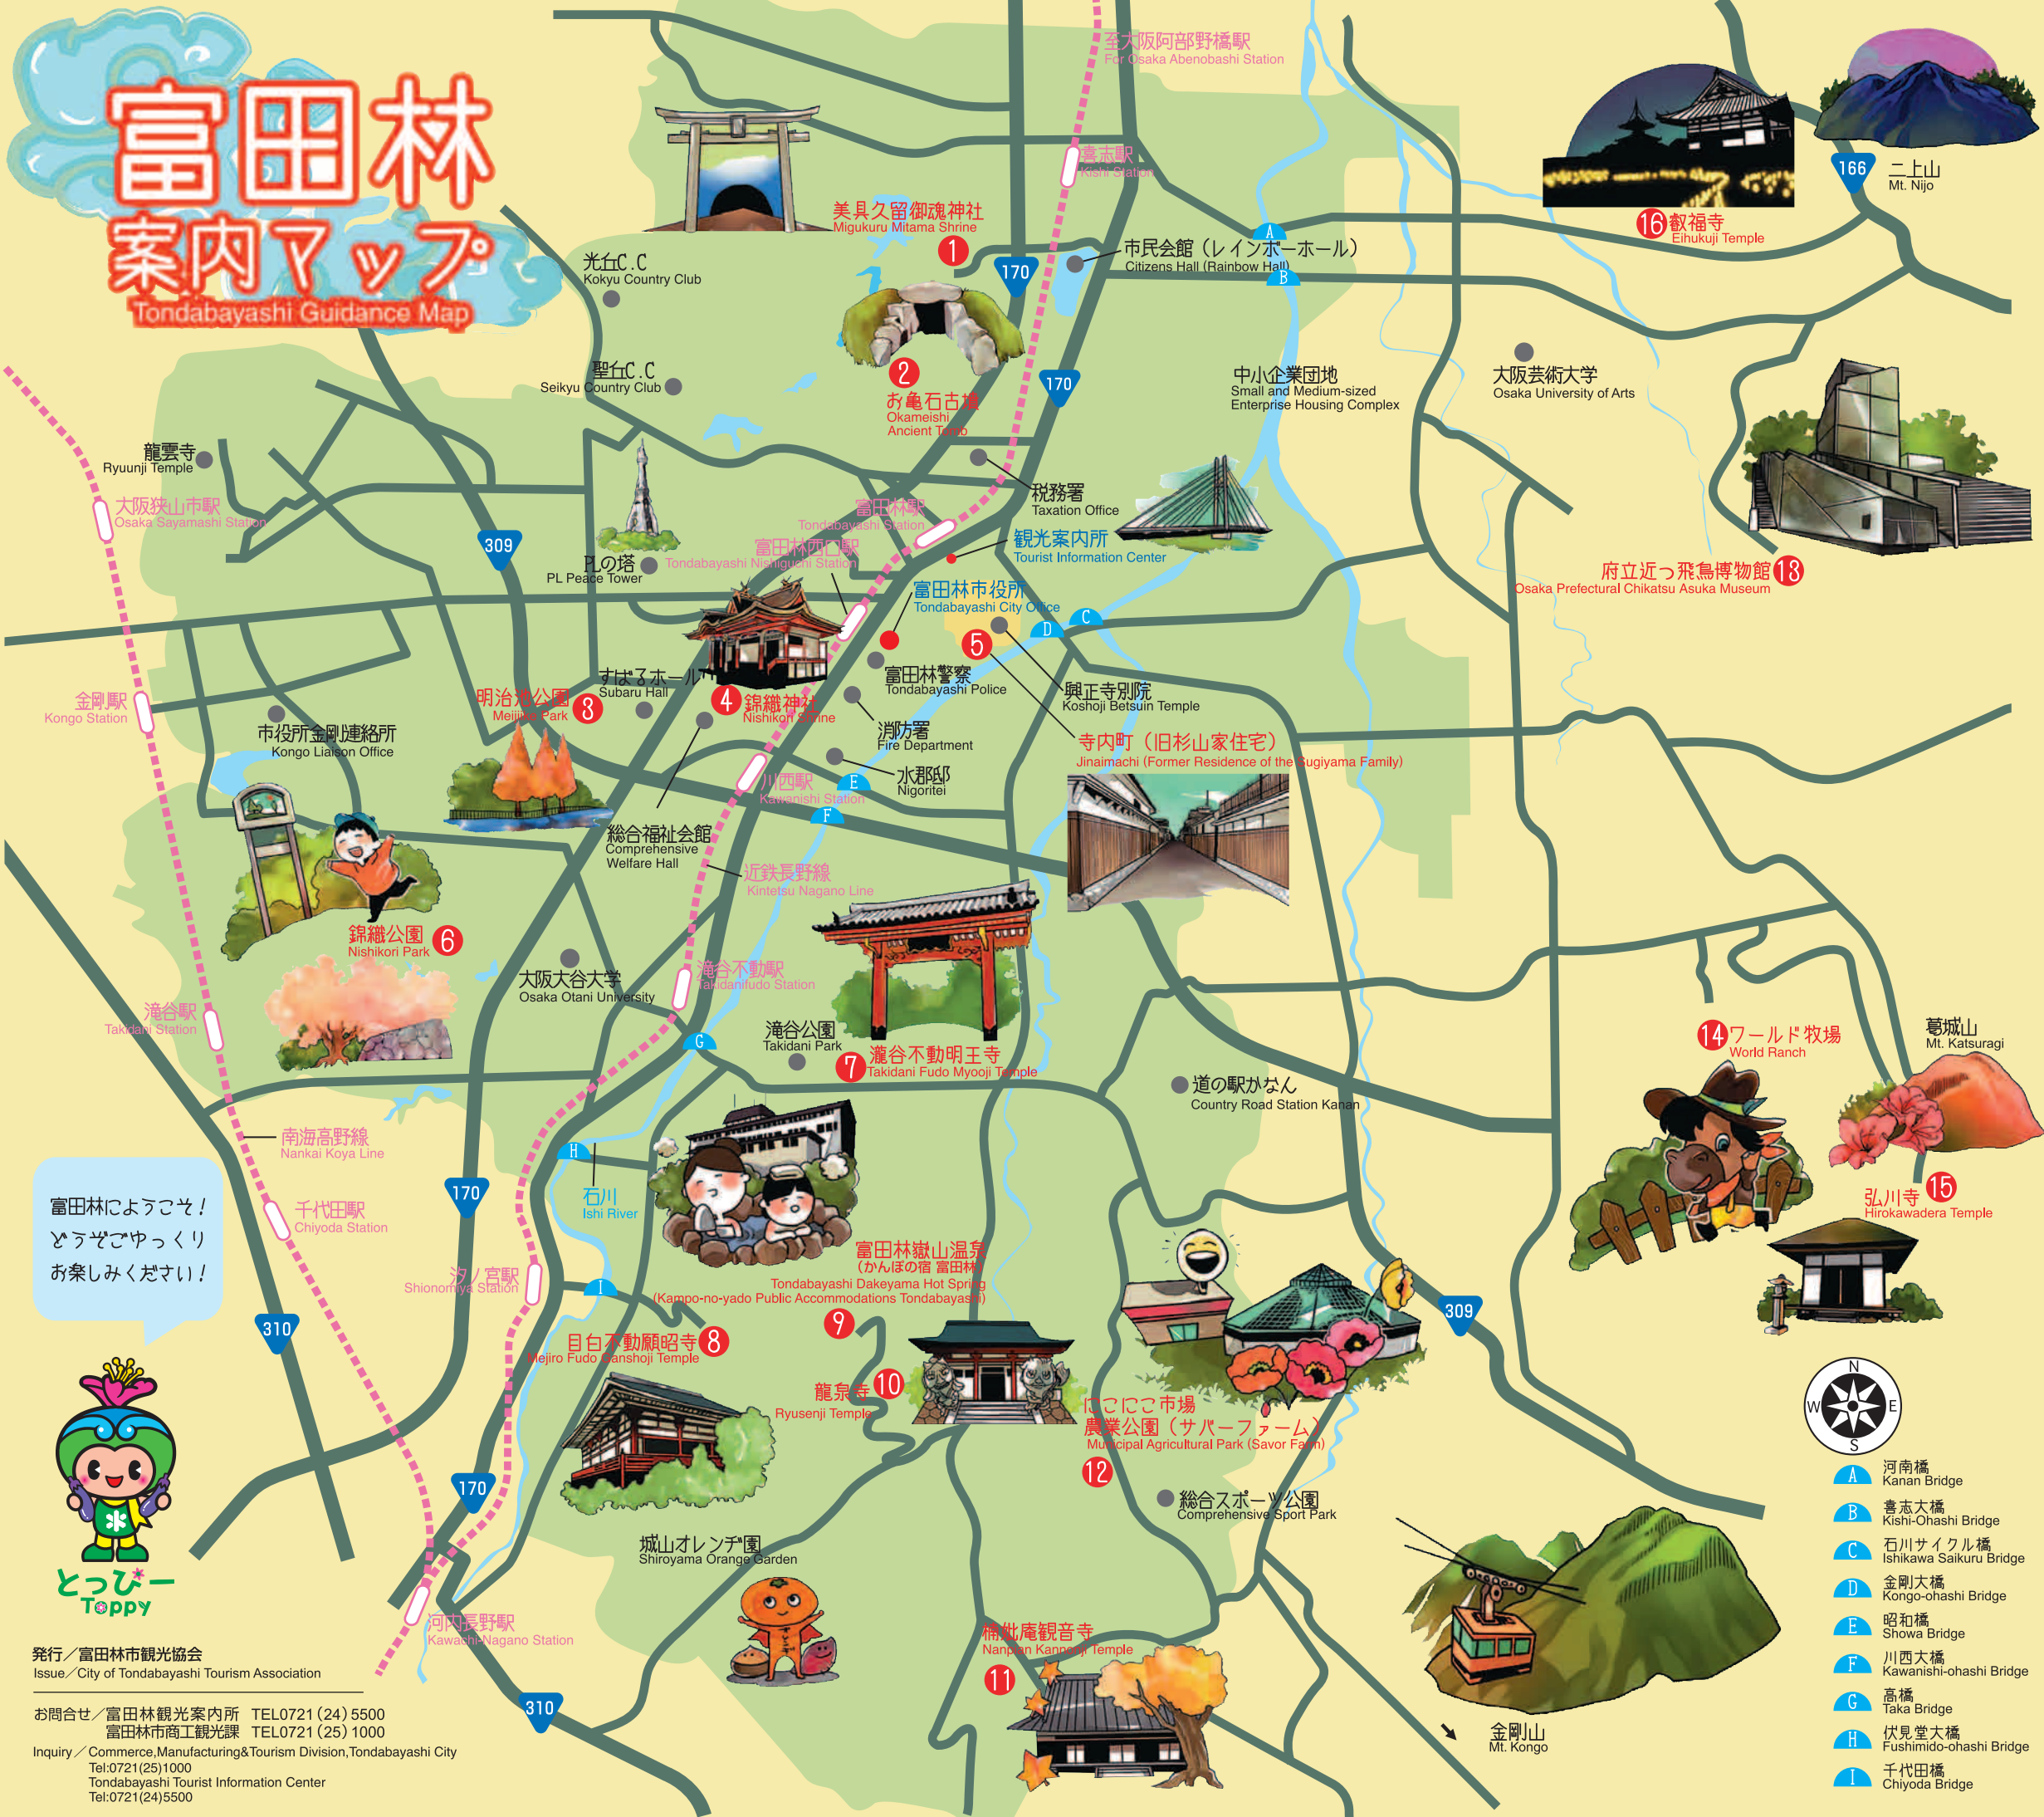 富田林
案内マップ
Tondabayashi Guidance Map
至大阪阿部野橋駅
For Osaka Abenobashi Station
喜志駅
Kishi Station
美具久留御魂神社
Migukuru Mitama Shrine
1
170
市民会館（レインボーホール）
Citizens Hall (Rainbow Hall)
A
B
16 叡福寺
Eihukuji Temple
166
二上山
Mt. Nijo
光丘C.C
Kokyu Country Club
聖丘C.C
Seikyu Country Club
2
お亀石古墳
Okameishi
Ancient Tomb
170
中小企業団地
Small and Medium-sized
Enterprise Housing Complex
大阪芸術大学
Osaka University of Arts
龍雲寺
Ryuunji Temple
大阪狭山市駅
Osaka Sayamashi Station
309
PLの塔
PL Peace Tower
富田林駅
Tondabayashi Station
富田林西口駅
Tondabayashi Nishiguchi Station
税務署
Taxation Office
観光案内所
Tourist Information Center
富田林市役所
Tondabayashi City Office
府立近つ飛鳥博物館 13
Osaka Prefectural Chikatsu Asuka Museum
D
C
5
富田林警察
Tondabayashi Police
興正寺別院
Koshoji Betsuin Temple
金剛駅
Kongo Station
市役所金剛連絡所
Kongo Liaison Office
明治池公園
Meijiike Park
3
すばるホール
Subaru Hall
4 錦織神社
Nishikori Shrine
消防署
Fire Department
寺内町（旧杉山家住宅）
Jinaimachi (Former Residence of the Sugiyama Family)
水郡邸
Nigoritei
川西駅
Kawanishi Station
E
F
総合福祉会館
Comprehensive
Welfare Hall
近鉄長野線
Kintetsu Nagano Line
錦織公園
Nishikori Park
6
大阪大谷大学
Osaka Otani University
滝谷不動駅
Takidanifudo Station
滝谷駅
Takidani Station
滝谷公園
Takidani Park
G
7 瀧谷不動明王寺
Takidani Fudo Myooji Temple
14 ワールド牧場
World Ranch
葛城山
Mt. Katsuragi
道の駅かなん
Country Road Station Kanan
南海高野線
Nankai Koya Line
H
石川
Ishi River
170
富田林にようこそ！
どうぞごゆっくり
お楽しみください！
千代田駅
Chiyoda Station
弘川寺 15
Hirokawadera Temple
汐ノ宮駅
Shionomiya Station
I
富田林嶽山温泉
（かんぽの宿 富田林）
Tondabayashi Dakeyama Hot Spring
(Kampo-no-yado Public Accommodations Tondabayashi)
9
310
309
目白不動願昭寺 8
Mejiro Fudo Ganshoji Temple
龍泉寺 10
Ryusenji Temple
にこにこ市場
農業公園（サバーファーム）
Municipal Agricultural Park (Savor Farm)
12
170
総合スポーツ公園
Comprehensive Sport Park
城山オレンヂ園
Shiroyama Orange Garden
とっぴー
Toppy
河内長野駅
Kawachi-Nagano Station
楠妣庵観音寺
Nanpian Kannonji Temple
11
310
金剛山
Mt. Kongo
N
W
E
S
A 河南橋
Kanan Bridge
B 喜志大橋
Kishi-Ohashi Bridge
C 石川サイクル橋
Ishikawa Saikuru Bridge
D 金剛大橋
Kongo-ohashi Bridge
E 昭和橋
Showa Bridge
F 川西大橋
Kawanishi-ohashi Bridge
G 高橋
Taka Bridge
H 伏見堂大橋
Fushimido-ohashi Bridge
I 千代田橋
Chiyoda Bridge
発行／富田林市観光協会
Issue／City of Tondabayashi Tourism Association
お問合せ／富田林観光案内所 TEL0721(24)5500
富田林市商工観光課 TEL0721(25)1000
Inquiry／Commerce,Manufacturing&Tourism Division,Tondabayashi City
Tel:0721(25)1000
Tondabayashi Tourist Information Center
Tel:0721(24)5500